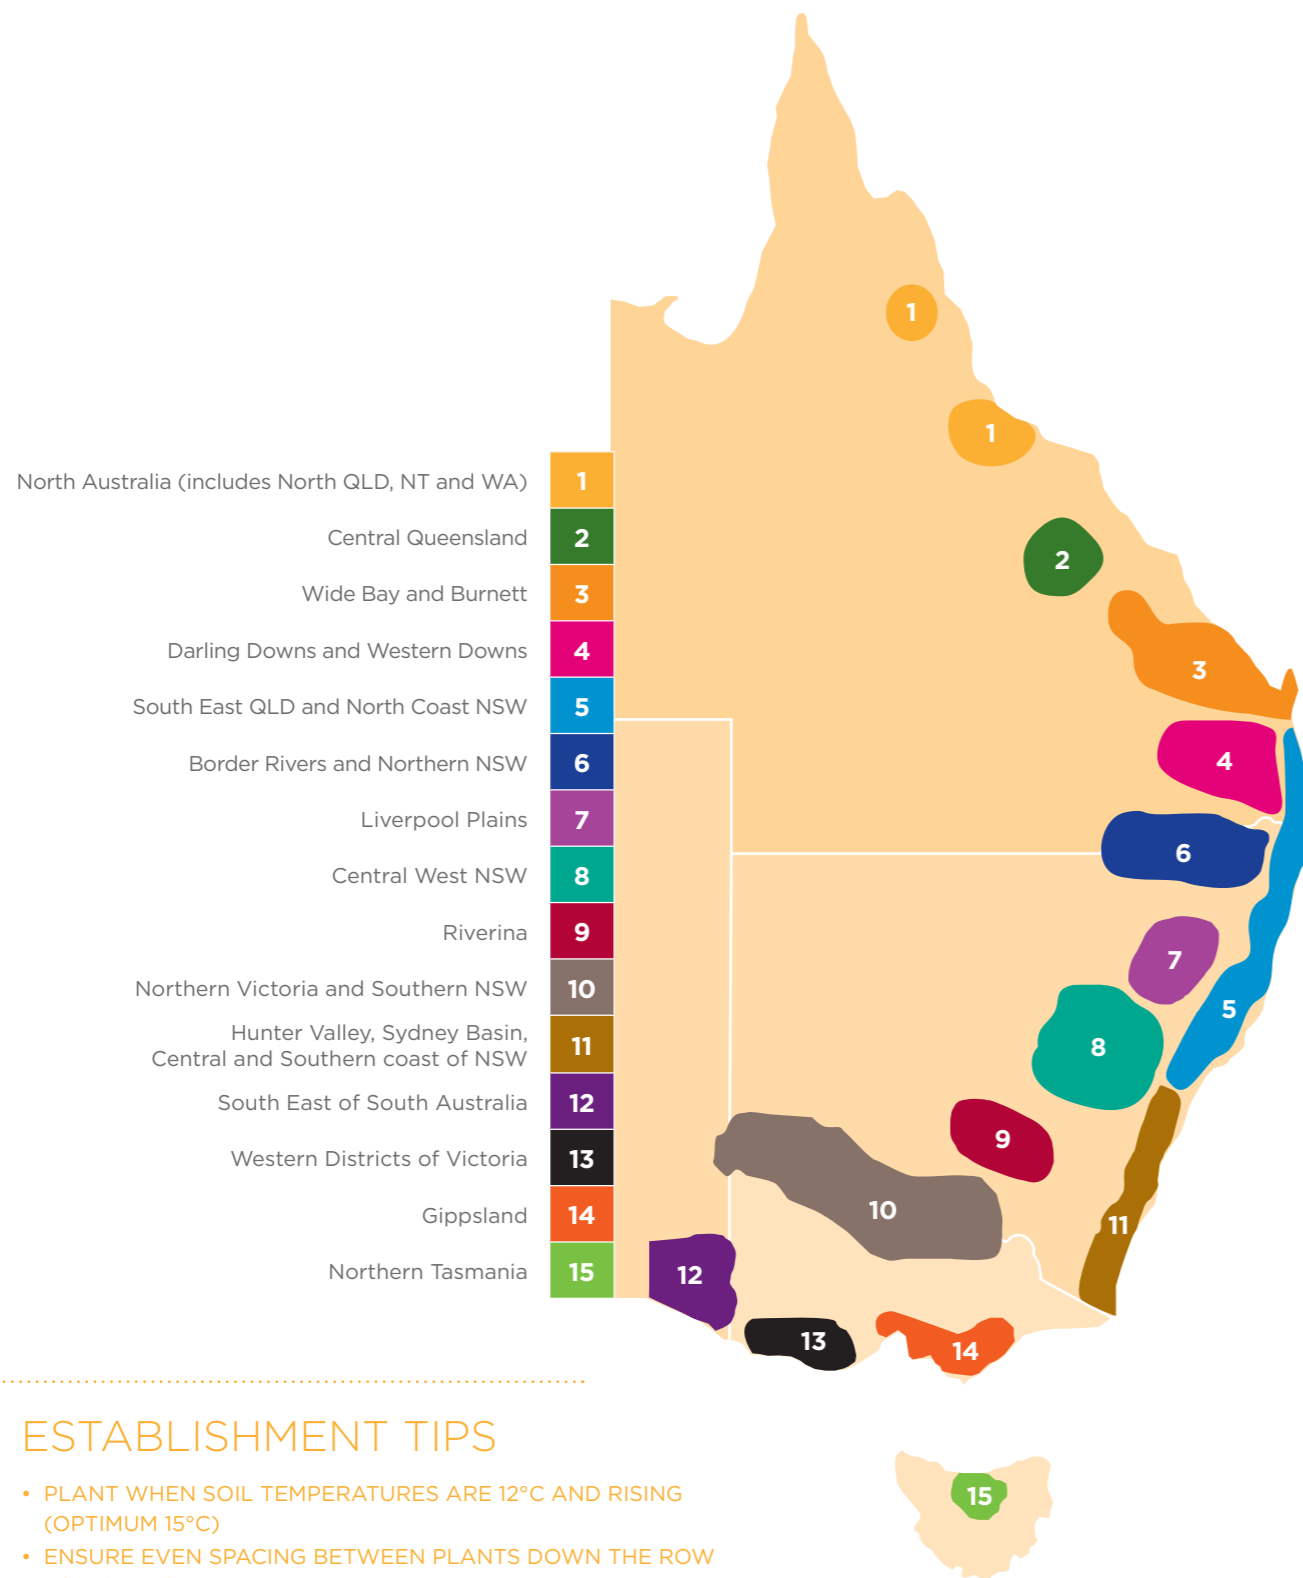 North Australia (includes North QLD, NT and WA) 1
Central Queensland 2
Wide Bay and Burnett 3
Darling Downs and Western Downs 4
South East QLD and North Coast NSW 5
Border Rivers and Northern NSW 6
Liverpool Plains 7
Central West NSW 8
Riverina 9
Northern Victoria and Southern NSW 10
Hunter Valley, Sydney Basin,
Central and Southern coast of NSW 11
South East of South Australia 12
Western Districts of Victoria 13
Gippsland 14
Northern Tasmania 15
1
1
2
3
4
6
7
5
8
9
10
11
12
13
14
15
ESTABLISHMENT TIPS
• PLANT WHEN SOIL TEMPERATURES ARE 12°C AND RISING
(OPTIMUM 15°C)
• ENSURE EVEN SPACING BETWEEN PLANTS DOWN THE ROW